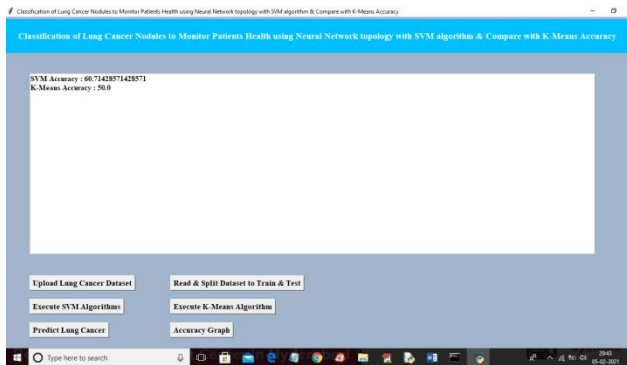 Classification of Lung Cancer Nodules to Monitor Patients Health using Neural Network topology with SVM algorithm & Compare with K-Means Accuracy
Classification of Lung Cancer Nodules to Monitor Patients Health using Neural Network topology with SVM algorithm & Compare with K-Means Accuracy
SVM Accuracy : 60.71428571428571
K-Means Accuracy : 50.0
Upload Lung Cancer Dataset
Read & Split Dataset to Train & Test
Execute SVM Algorithms
Execute K-Means Algorithm
Predict Lung Cancer
Accuracy Graph
Type here to search
20:43
05-02-2021